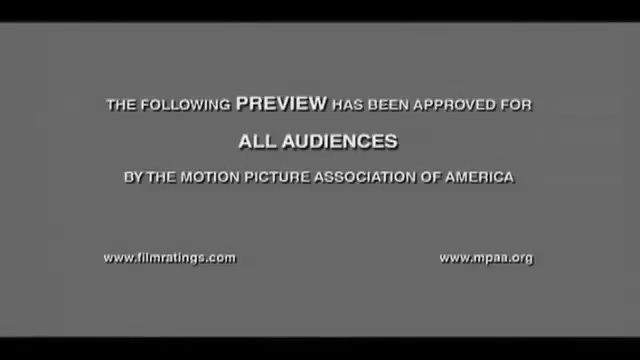 THE FOLLOWING PREVIEW HAS BEEN APPROVED FOR
ALL AUDIENCES
BY THE MOTION PICTURE ASSOCIATION OF AMERICA
www.filmratings.com www.mpaa.org